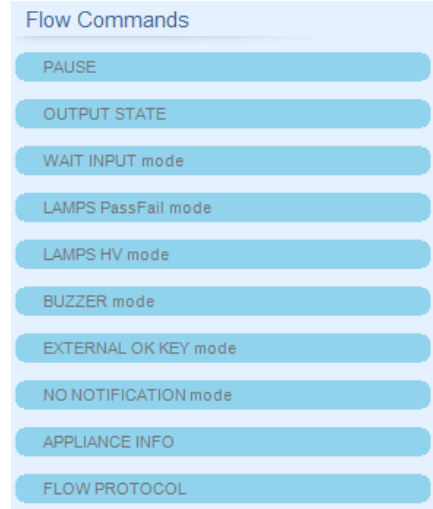 Flow Commands
PAUSE
OUTPUT STATE
WAIT INPUT mode
LAMPS PassFail mode
LAMPS HV mode
BUZZER mode
EXTERNAL OK KEY mode
NO NOTIFICATION mode
APPLIANCE INFO
FLOW PROTOCOL